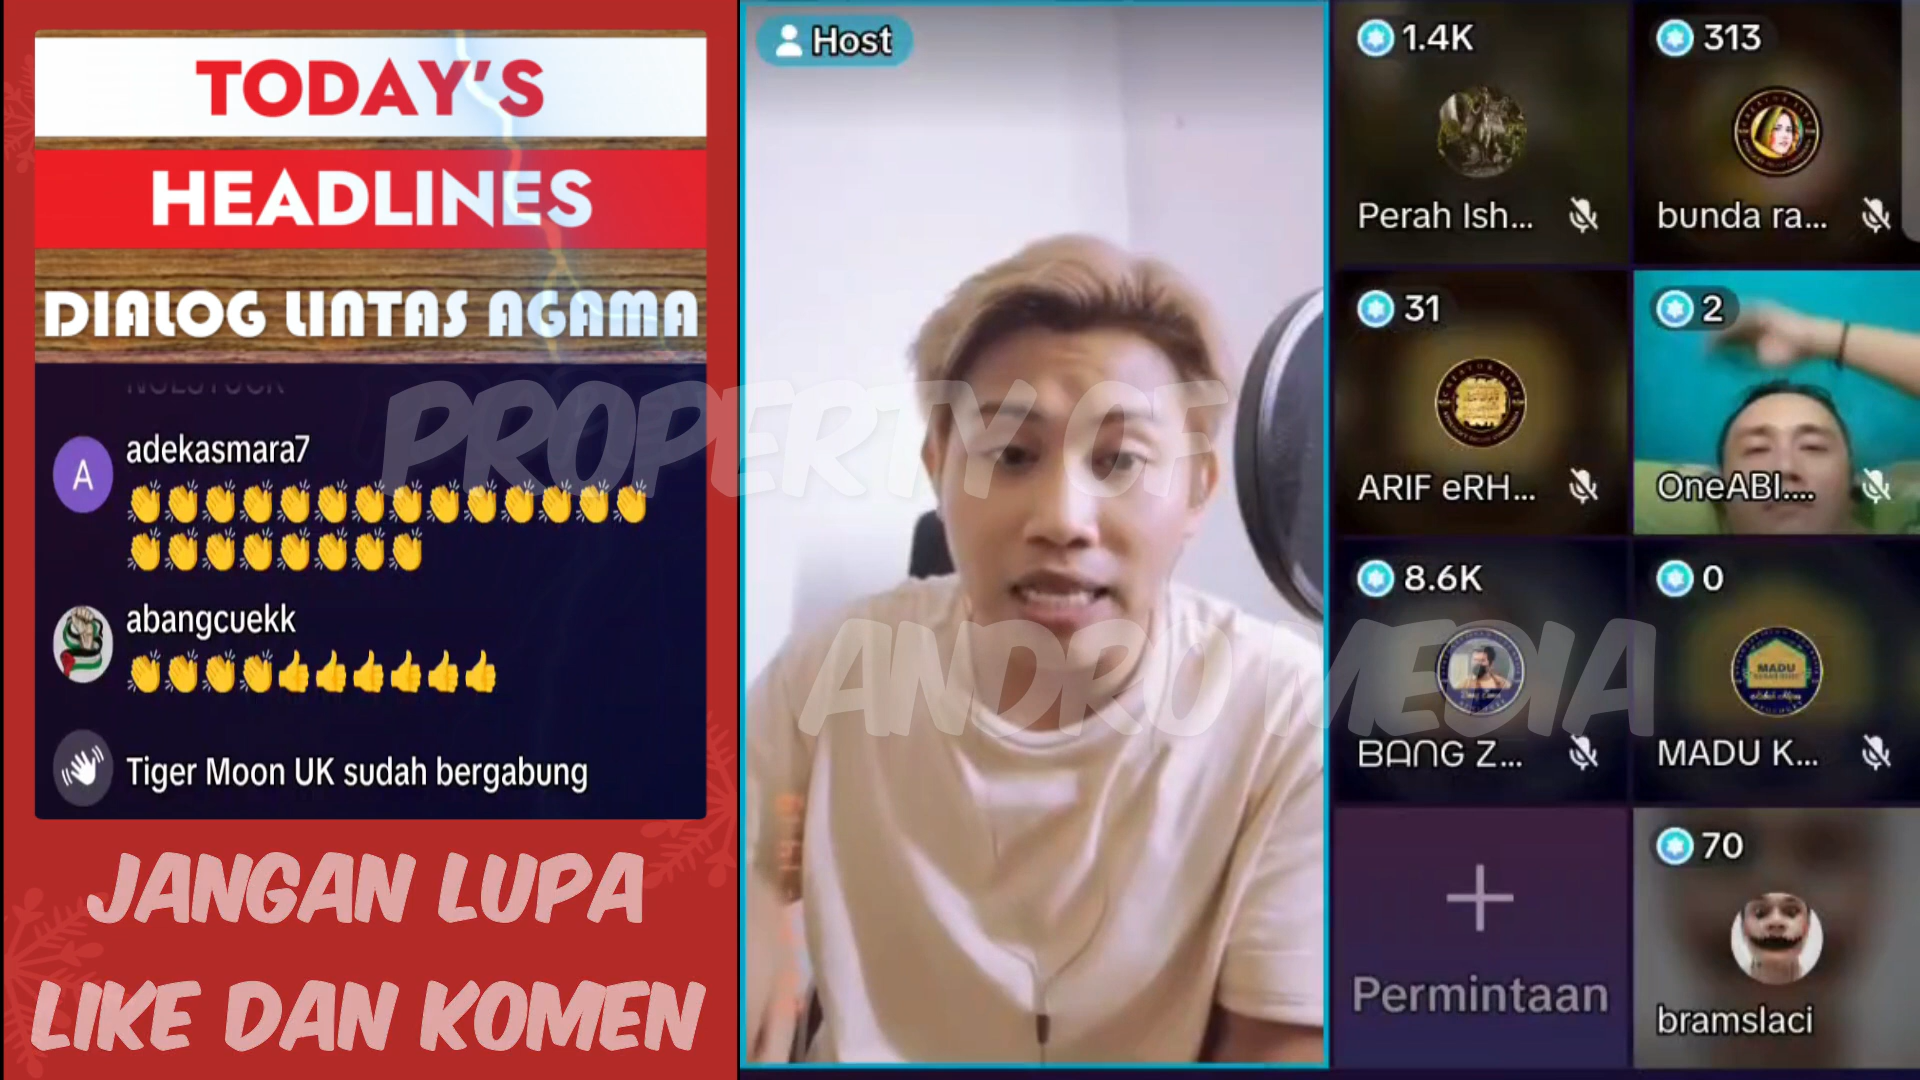 TODAY'S
HEADLINES
DIALOG LINTAS AGAMA
adekasmara7
👏👏👏👏👏👏👏👏👏👏👏👏👏👏
👏👏👏👏👏👏👏👏
abangcuekk
👏👏👏👏👍👍👍👍👍👍
Tiger Moon UK sudah bergabung
JANGAN LUPA
LIKE DAN KOMEN
PROPERTY OF
ANDRO MEDIA
Host
1.4K
Perah Ish...
313
bunda ra...
31
ARIF eRH...
2
OneABI....
8.6K
BANG Z...
0
MADU
MADU K...
Permintaan
70
bramslaci